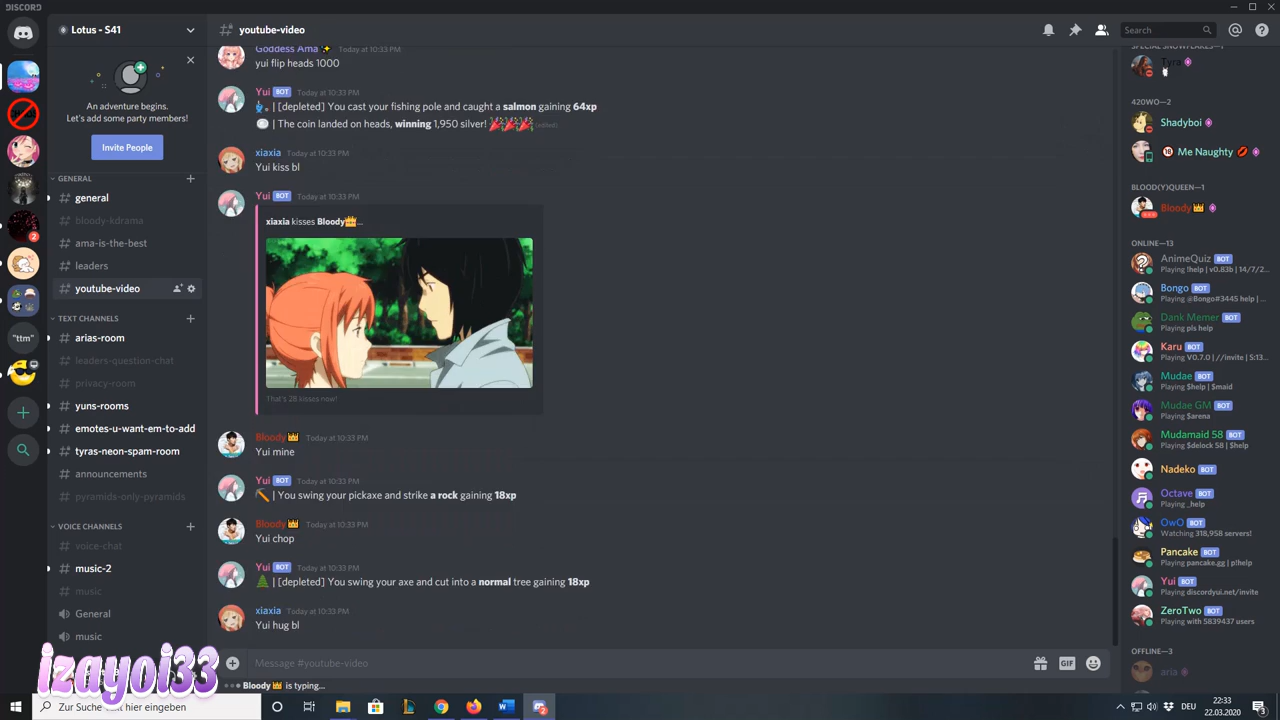 DISCORD
Lotus - S41
youtube-video
Search
An adventure begins.
Let's add some party members!
Invite People
GENERAL
general
bloody-kdrama
ama-is-the-best
leaders
youtube-video
TEXT CHANNELS
arias-room
leaders-question-chat
privacy-room
yuns-rooms
emotes-u-want-em-to-add
tyras-neon-spam-room
announcements
pyramids-only-pyramids
VOICE CHANNELS
voice-chat
music-2
music
General
music
2
"ttm"
Goddess Ama Today at 10:33 PM
yui flip heads 1000
Yui BOT Today at 10:33 PM
| [depleted] You cast your fishing pole and caught a salmon gaining 64xp
| The coin landed on heads, winning 1,950 silver! (edited)
xiaxia Today at 10:33 PM
Yui kiss bl
Yui BOT Today at 10:33 PM
xiaxia kisses Bloody...
That's 28 kisses now!
Bloody Today at 10:33 PM
Yui mine
Yui BOT Today at 10:33 PM
| You swing your pickaxe and strike a rock gaining 18xp
Bloody Today at 10:33 PM
Yui chop
Yui BOT Today at 10:33 PM
| [depleted] You swing your axe and cut into a normal tree gaining 18xp
xiaxia Today at 10:33 PM
Yui hug bl
Message #youtube-video
GIF
Bloody is typing...
SPECIAL SNOWFLAKES—1
Tyra
420WO—2
Shadyboi
Me Naughty
BLOOD(Y)QUEEN—1
Bloody
ONLINE—13
AnimeQuiz BOT
Playing !help | v0.83b | 14/7/2...
Bongo BOT
Playing @Bongo#3445 help | ...
Dank Memer BOT
Playing pls help
Karu BOT
Playing V0.7.0 | //invite | S:13...
Mudae BOT
Playing $help | $maid
Mudae GM BOT
Playing $arena
Mudamaid 58 BOT
Playing $delock 58 | $help
Nadeko BOT
Octave BOT
Playing _help
OwO BOT
Watching 318,958 servers!
Pancake BOT
Playing pancake.gg | p!help
Yui BOT
Playing discordyui.net/invite
ZeroTwo BOT
Playing with 5839437 users
OFFLINE—3
aria
izayoi33
Zur Suche Text hier eingeben
DEU
22:33
22.03.2020